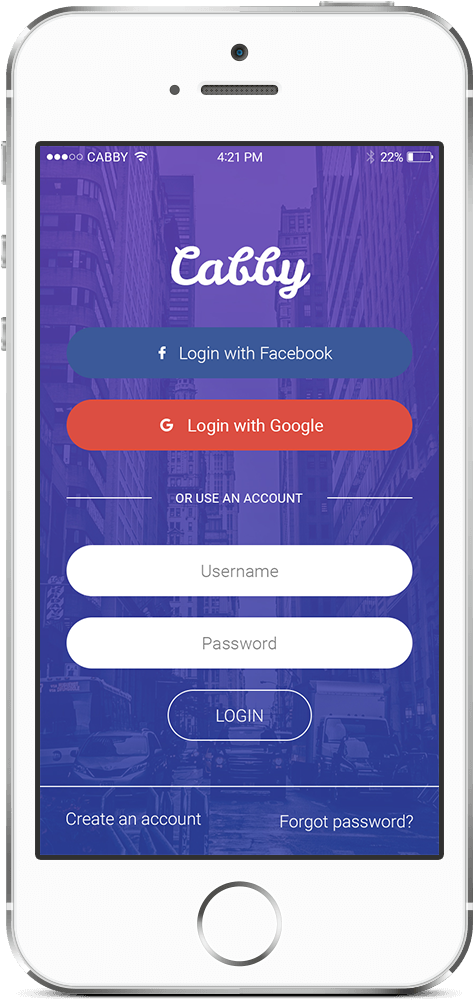 CABBY 4:21 PM 22%
Cabby
f Login with Facebook
G Login with Google
OR USE AN ACCOUNT
Username
Password
LOGIN
Create an account Forgot password?